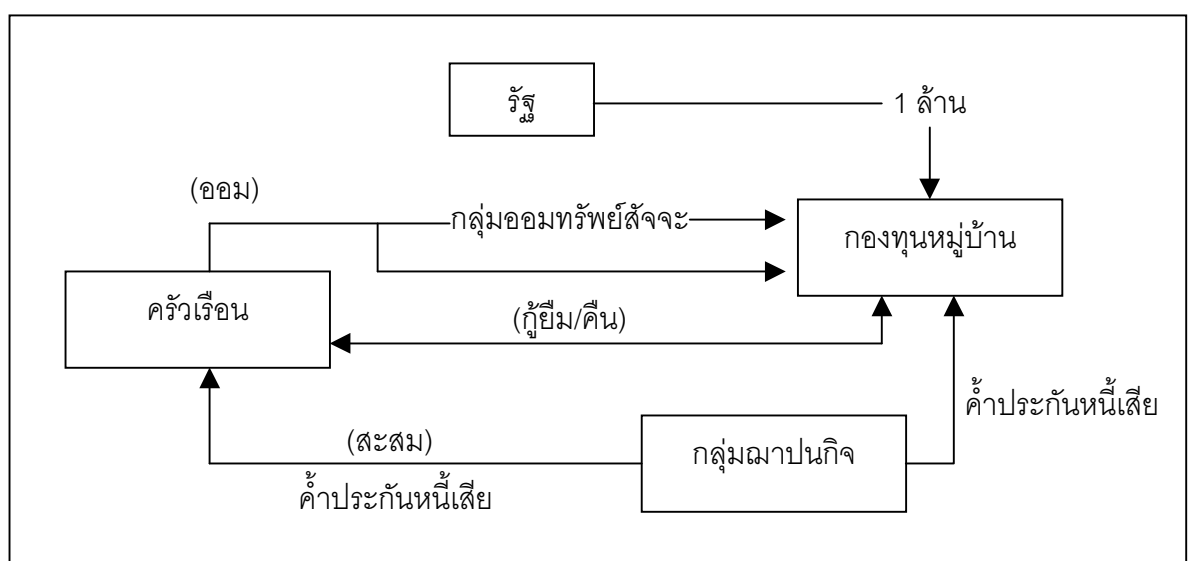 รัฐ
1 ล้าน
(ออม)
กลุ่มออมทรัพย์สัจจะ
กองทุนหมู่บ้าน
ครัวเรือน
(กู้ยืม/คืน)
ค้ำประกันหนี้เสีย
(สะสม)
กลุ่มฌาปนกิจ
ค้ำประกันหนี้เสีย